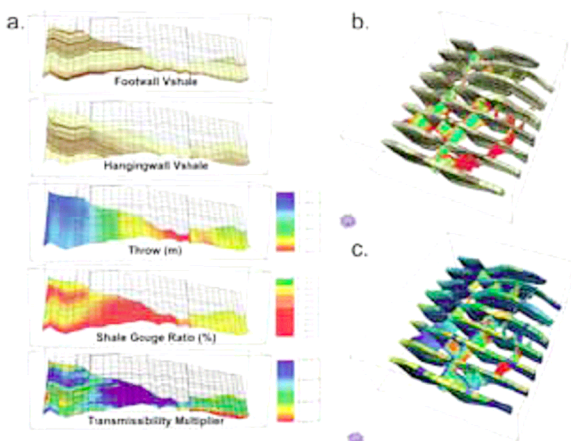 a.
Footwall Vshale
Hangingwall Vshale
Throw (m)
Shale Gouge Ratio (%)
Transmissibility Multiplier
b.
c.